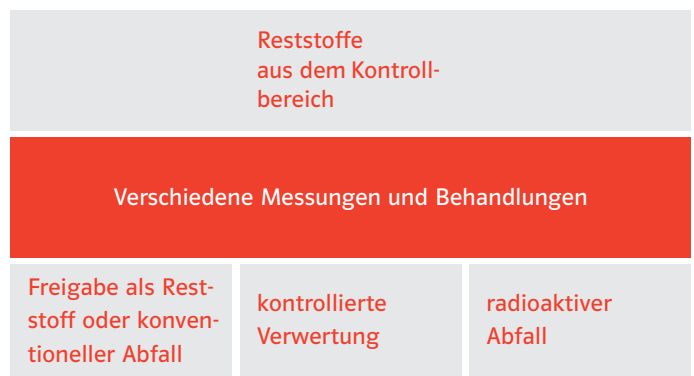 Reststoffe
aus dem Kontroll-
bereich
Verschiedene Messungen und Behandlungen
Freigabe als Rest-
stoff oder konven-
tioneller Abfall
kontrollierte
Verwertung
radioaktiver
Abfall